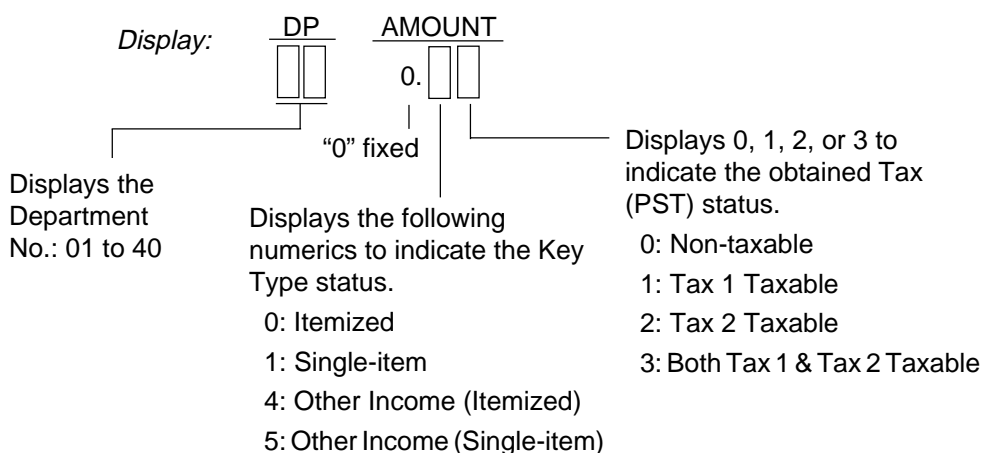 Display:
DP
AMOUNT
0.
“0” fixed
Displays the
Department
No.: 01 to 40
Displays the following
numerics to indicate the Key
Type status.
0: Itemized
1: Single-item
4: Other Income (Itemized)
5: Other Income (Single-item)
Displays 0, 1, 2, or 3 to
indicate the obtained Tax
(PST) status.
0: Non-taxable
1: Tax 1 Taxable
2: Tax 2 Taxable
3: Both Tax 1 & Tax 2 Taxable